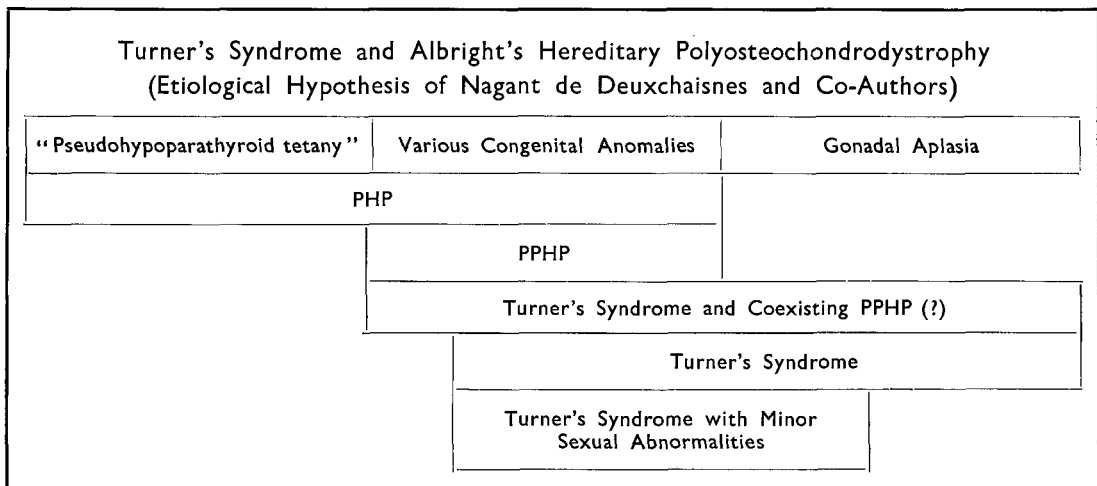 Turner's Syndrome and Albright's Hereditary Polyosteochondrodystrophy
(Etiological Hypothesis of Nagant de Deuxchaisnes and Co-Authors)
“Pseudohypoparathyroid tetany” Various Congenital Anomalies Gonadal Aplasia
PHP
PPHP
Turner's Syndrome and Coexisting PPHP (?)
Turner's Syndrome
Turner's Syndrome with Minor
Sexual Abnormalities